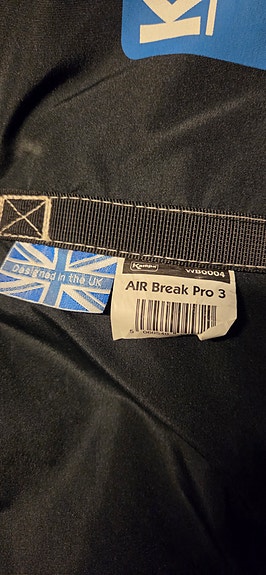 K
Designed in the UK
Kampa
WB0004
AIR Break Pro 3